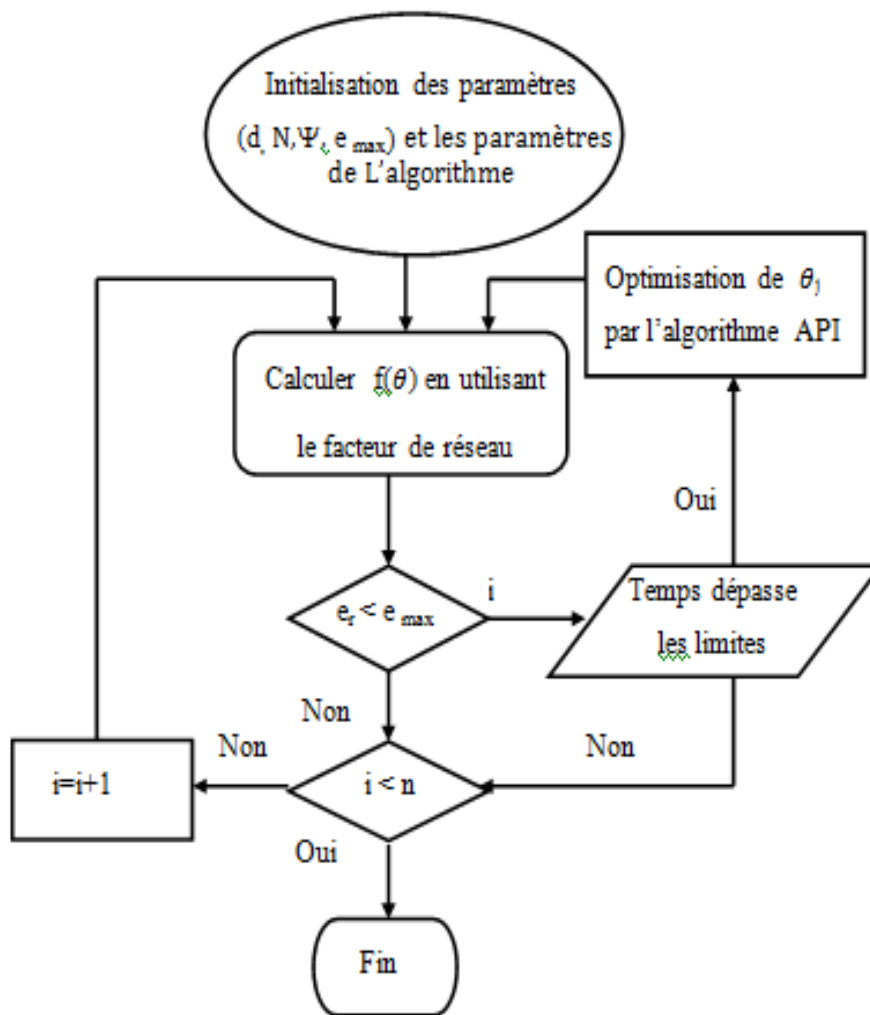 Initialisation des paramètres
(d, N,Ψ, e max) et les paramètres
de L'algorithme
Optimisation de θj
par l'algorithme API
Calculer f(θ) en utilisant
le facteur de réseau
Oui
er < e max
i
Temps dépasse
les limites
Non
Non
Non
i=i+1
i < n
Oui
Fin